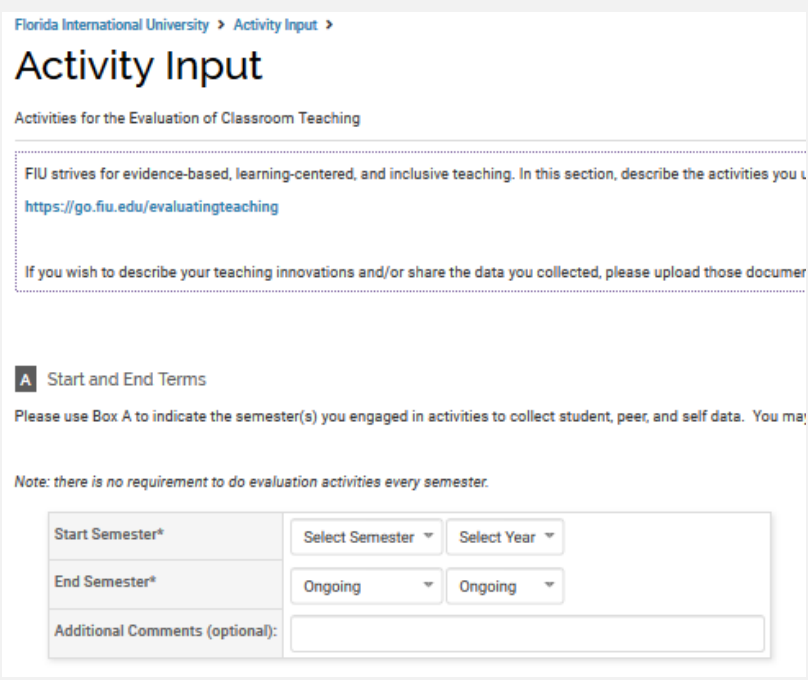 Florida International University > Activity Input >
Activity Input
Activities for the Evaluation of Classroom Teaching
FIU strives for evidence-based, learning-centered, and inclusive teaching. In this section, describe the activities you
https://go.fiu.edu/evaluatingteaching
If you wish to describe your teaching innovations and/or share the data you collected, please upload those
A Start and End Terms
Please use Box A to indicate the semester(s) you engaged in activities to collect student, peer, and self data. You may
Note: there is no requirement to do evaluation activities every semester.
Start Semester* Select Semester Select Year
End Semester* Ongoing Ongoing
Additional Comments (optional):